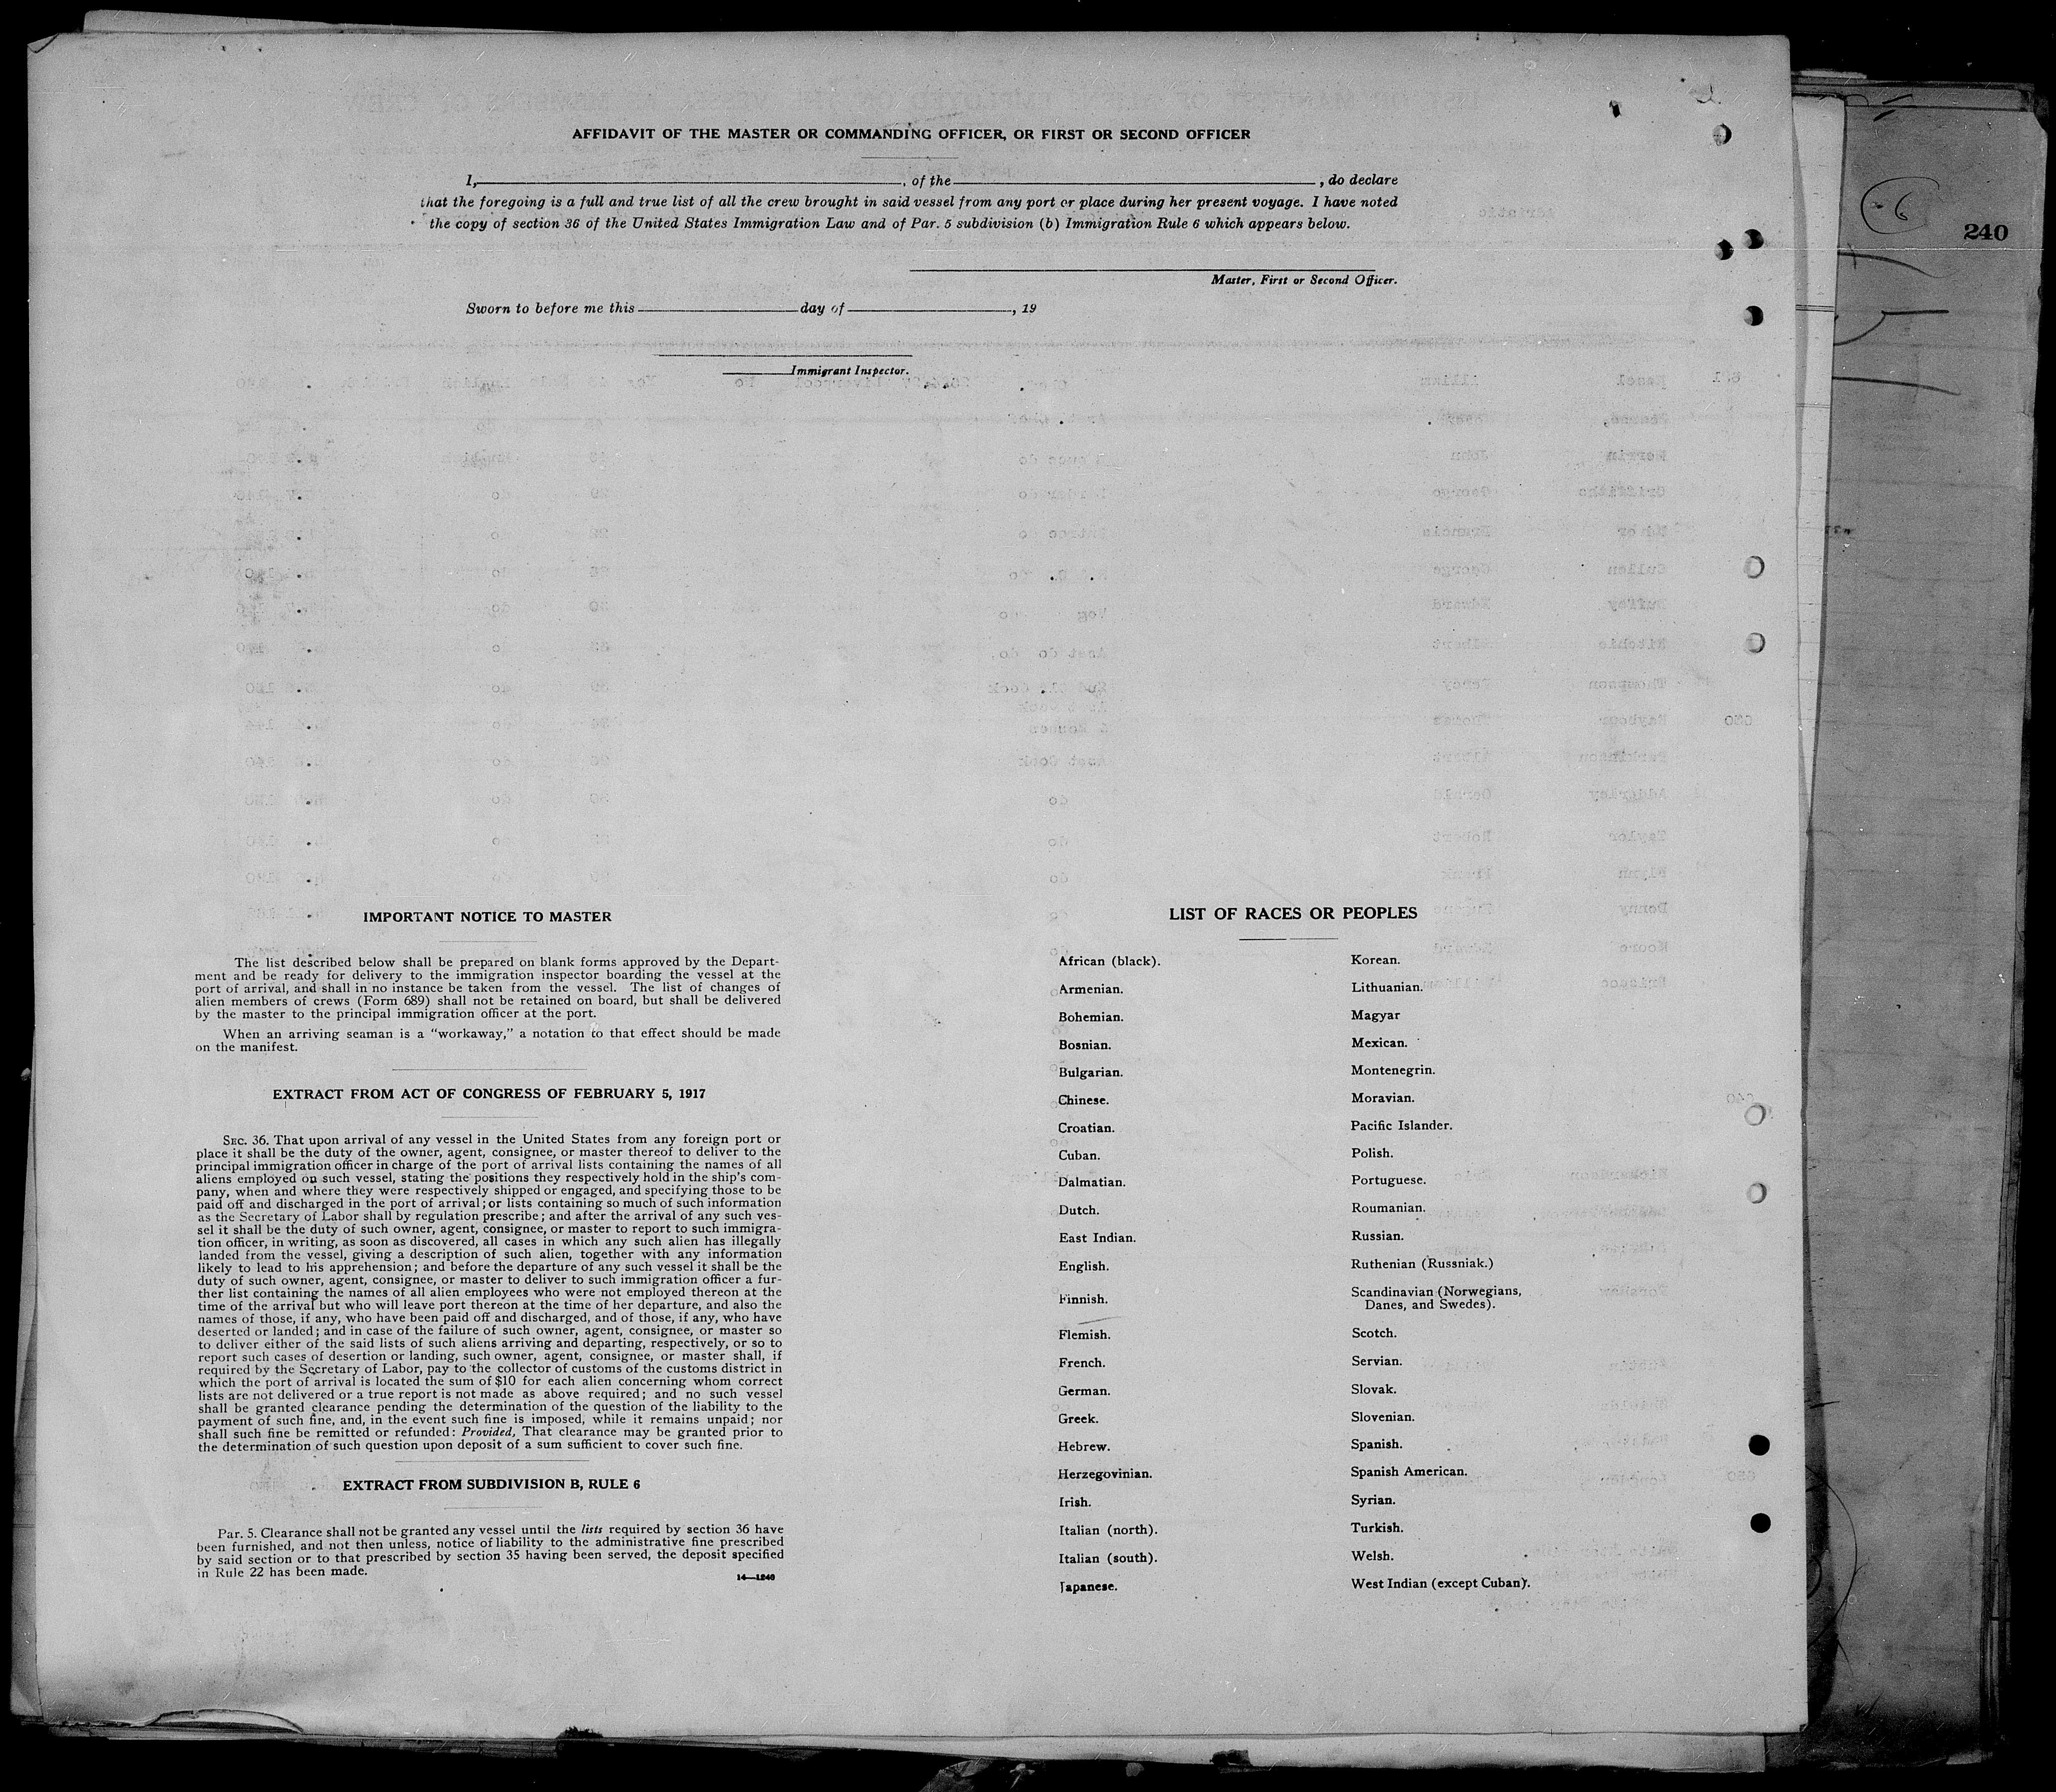 AFFIDAVIT OF THE MASTER OR COMMANDING OFFICER, OR FIRST OR SECOND OFFICER
I, , of the , do declare
that the foregoing is a full and true list of all the crew brought in said vessel from any port or place during her present voyage. I have noted
the copy of section 36 of the United States Immigration Law and of Par. 5 subdivision (b) Immigration Rule 6 which appears below.
Master, First or Second Officer.
Sworn to before me this day of , 19
Immigrant Inspector.
6
240
IMPORTANT NOTICE TO MASTER
The list described below shall be prepared on blank forms approved by the Depart-
ment and be ready for delivery to the immigration inspector boarding the vessel at the
port of arrival, and shall in no instance be taken from the vessel. The list of changes of
alien members of crews (Form 689) shall not be retained on board, but shall be delivered
by the master to the principal immigration officer at the port.
When an arriving seaman is a "workaway," a notation to that effect should be made
on the manifest.
EXTRACT FROM ACT OF CONGRESS OF FEBRUARY 5, 1917
SEC. 36. That upon arrival of any vessel in the United States from any foreign port or
place it shall be the duty of the owner, agent, consignee, or master thereof to deliver to the
principal immigration officer in charge of the port of arrival lists containing the names of all
aliens employed on such vessel, stating the positions they respectively hold in the ship's com-
pany, when and where they were respectively shipped or engaged, and specifying those to be
paid off and discharged in the port of arrival; or lists containing so much of such information
as the Secretary of Labor shall by regulation prescribe; and after the arrival of any such ves-
sel it shall be the duty of such owner, agent, consignee, or master to report to such immigra-
tion officer, in writing, as soon as discovered, all cases in which any such alien has illegally
landed from the vessel, giving a description of such alien, together with any information
likely to lead to his apprehension; and before the departure of any such vessel it shall be the
duty of such owner, agent, consignee, or master to deliver to such immigration officer a fur-
ther list containing the names of all alien employees who were not employed thereon at the
time of the arrival but who will leave port thereon at the time of her departure, and also the
names of those, if any, who have been paid off and discharged, and of those, if any, who have
deserted or landed; and in case of the failure of such owner, agent, consignee, or master so
to deliver either of the said lists of such aliens arriving and departing, respectively, or so to
report such cases of desertion or landing, such owner, agent, consignee, or master shall, if
required by the Secretary of Labor, pay to the collector of customs of the customs district in
which the port of arrival is located the sum of $10 for each alien concerning whom correct
lists are not delivered or a true report is not made as above required; and no such vessel
shall be granted clearance pending the determination of the question of the liability to the
payment of such fine, and, in the event such fine is imposed, while it remains unpaid; nor
shall such fine be remitted or refunded: Provided, That clearance may be granted prior to
the determination of such question upon deposit of a sum sufficient to cover such fine.
EXTRACT FROM SUBDIVISION B, RULE 6
Par. 5. Clearance shall not be granted any vessel until the lists required by section 36 have
been furnished, and not then unless, notice of liability to the administrative fine prescribed
by said section or to that prescribed by section 35 having been served, the deposit specified
in Rule 22 has been made.
14—1240
LIST OF RACES OR PEOPLES
African (black).
Armenian.
Bohemian.
Bosnian.
Bulgarian.
Chinese.
Croatian.
Cuban.
Dalmatian.
Dutch.
East Indian.
English.
Finnish.
Flemish.
French.
German.
Greek.
Hebrew.
Herzegovinian.
Irish.
Italian (north).
Italian (south).
Japanese.
Korean.
Lithuanian.
Magyar
Mexican.
Montenegrin.
Moravian.
Pacific Islander.
Polish.
Portuguese.
Roumanian.
Russian.
Ruthenian (Russniak.)
Scandinavian (Norwegians,
Danes, and Swedes).
Scotch.
Servian.
Slovak.
Slovenian.
Spanish.
Spanish American.
Syrian.
Turkish.
Welsh.
West Indian (except Cuban).